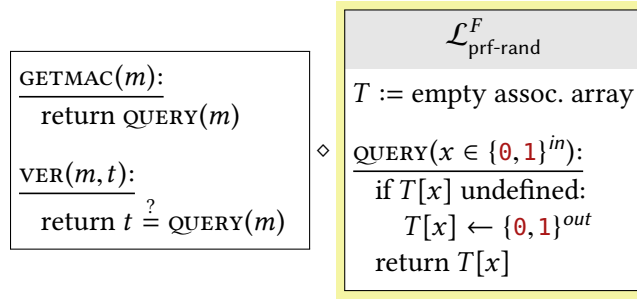 GETMAC(m):
return QUERY(m)
VER(m, t):
return t ≟ QUERY(m)
⋄
𝓛^F_prf-rand
T := empty assoc. array
QUERY(x ∈ {0, 1}^in):
if T[x] undefined:
T[x] ← {0, 1}^out
return T[x]